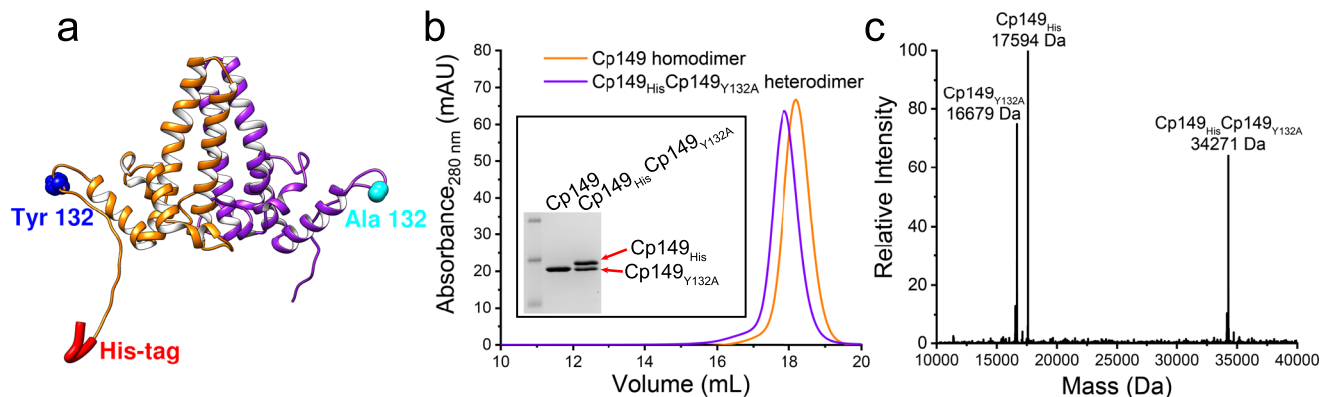 a
Tyr 132
Ala 132
His-tag
b
Absorbance280 nm (mAU)
80
70
60
50
40
30
20
10
0
Cp149 homodimer
Cp149HisCp149Y132A heterodimer
Cp149
Cp149HisCp149Y132A
Cp149His
Cp149Y132A
10
12
14
16
18
20
Volume (mL)
c
Relative Intensity
100
80
60
40
20
0
Cp149His
17594 Da
Cp149Y132A
16679 Da
Cp149HisCp149Y132A
34271 Da
10000
15000
20000
25000
30000
35000
40000
Mass (Da)